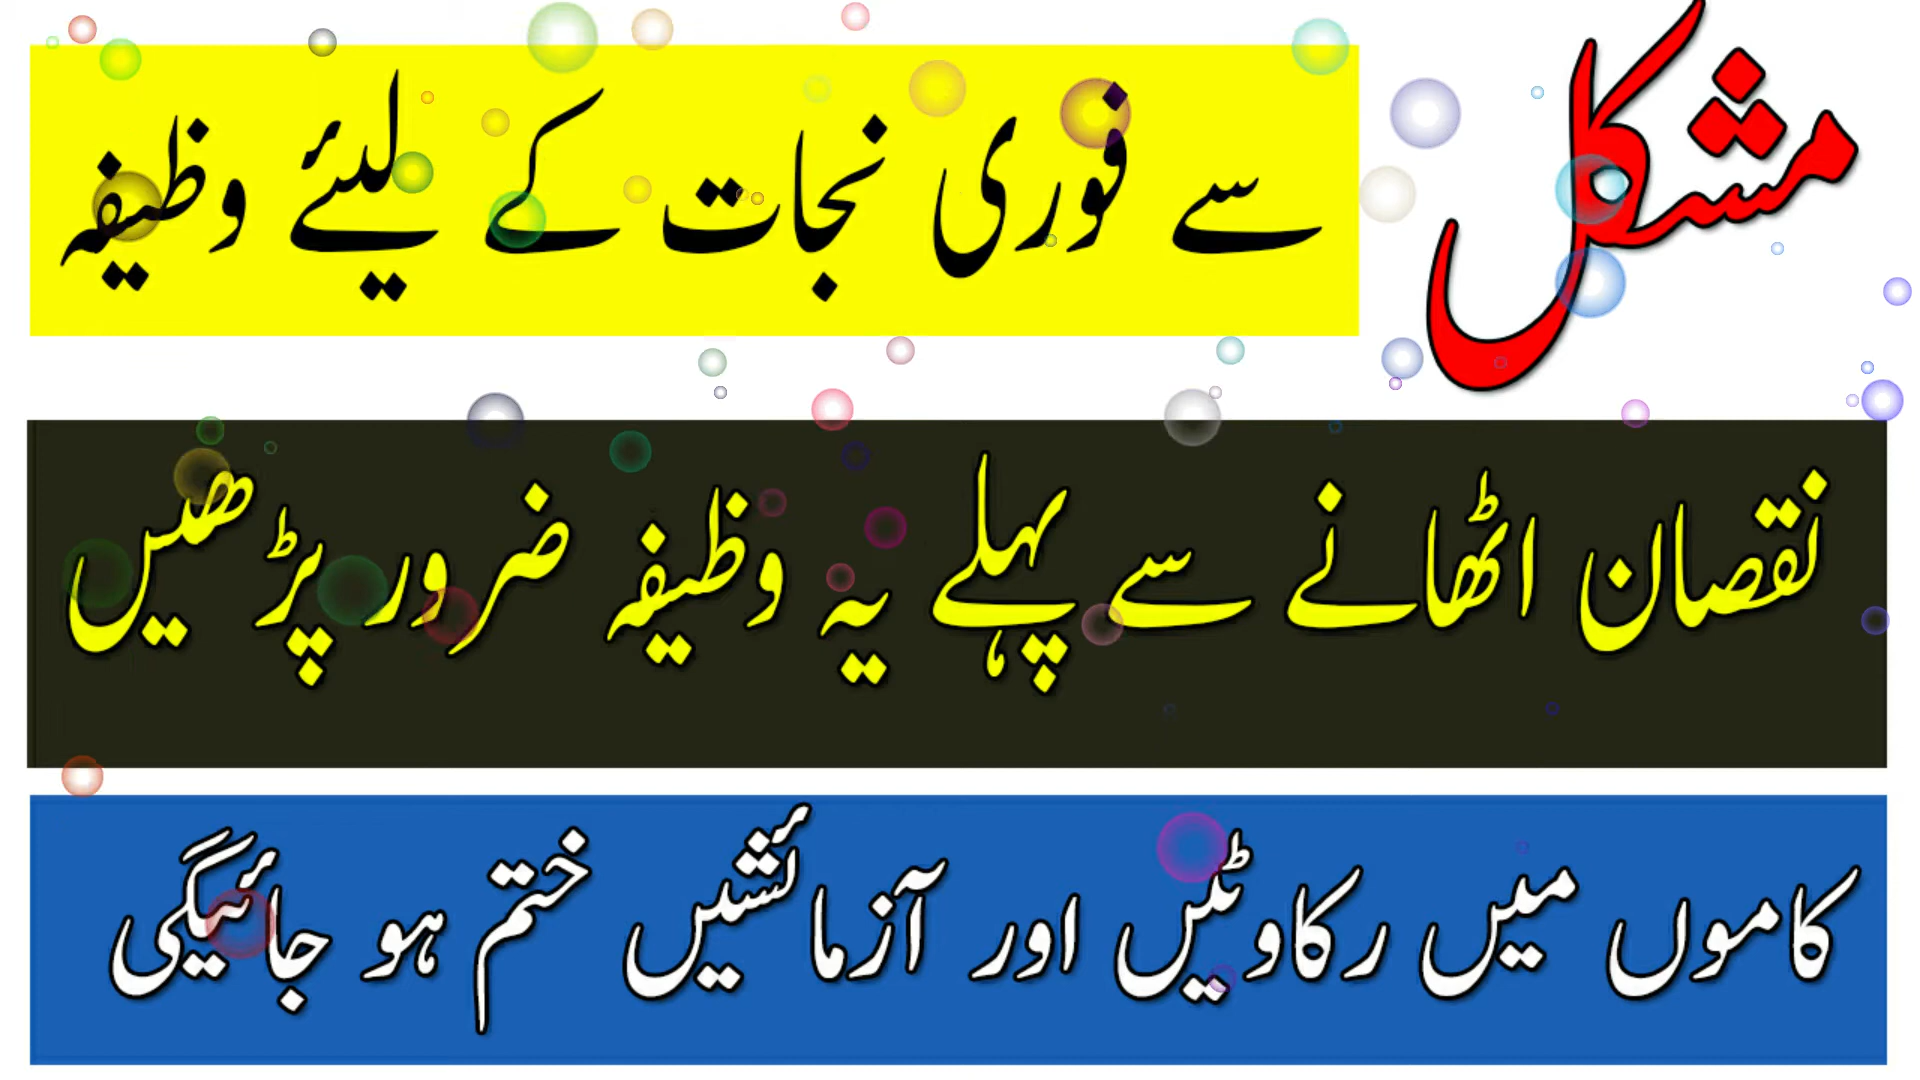 مشکل سے فوری نجات کے لیئے وظیفہ
نقصان اٹھانے سے پہلے یہ وظیفہ ضرور پڑھیں
کاموں میں رکاوٹیں اور آزمائشیں ختم ہو جائیگی